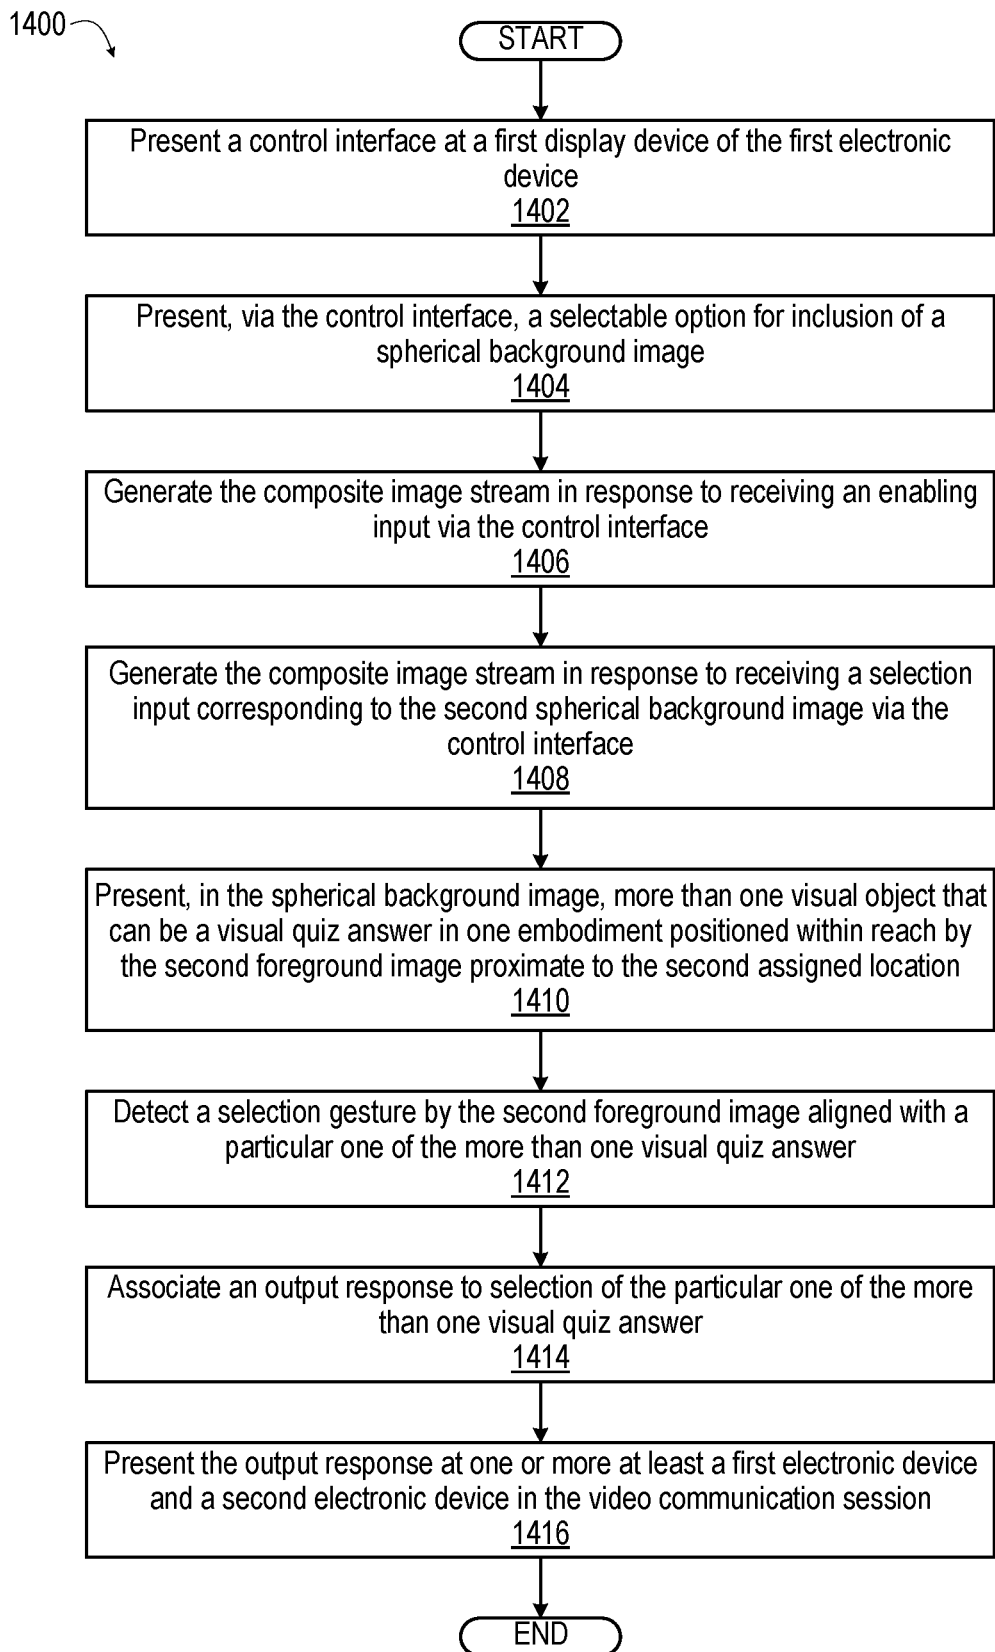 1400
START
Present a control interface at a first display device of the first electronic
device
1402
Present, via the control interface, a selectable option for inclusion of a
spherical background image
1404
Generate the composite image stream in response to receiving an enabling
input via the control interface
1406
Generate the composite image stream in response to receiving a selection
input corresponding to the second spherical background image via the
control interface
1408
Present, in the spherical background image, more than one visual object that
can be a visual quiz answer in one embodiment positioned within reach by
the second foreground image proximate to the second assigned location
1410
Detect a selection gesture by the second foreground image aligned with a
particular one of the more than one visual quiz answer
1412
Associate an output response to selection of the particular one of the more
than one visual quiz answer
1414
Present the output response at one or more at least a first electronic device
and a second electronic device in the video communication session
1416
END